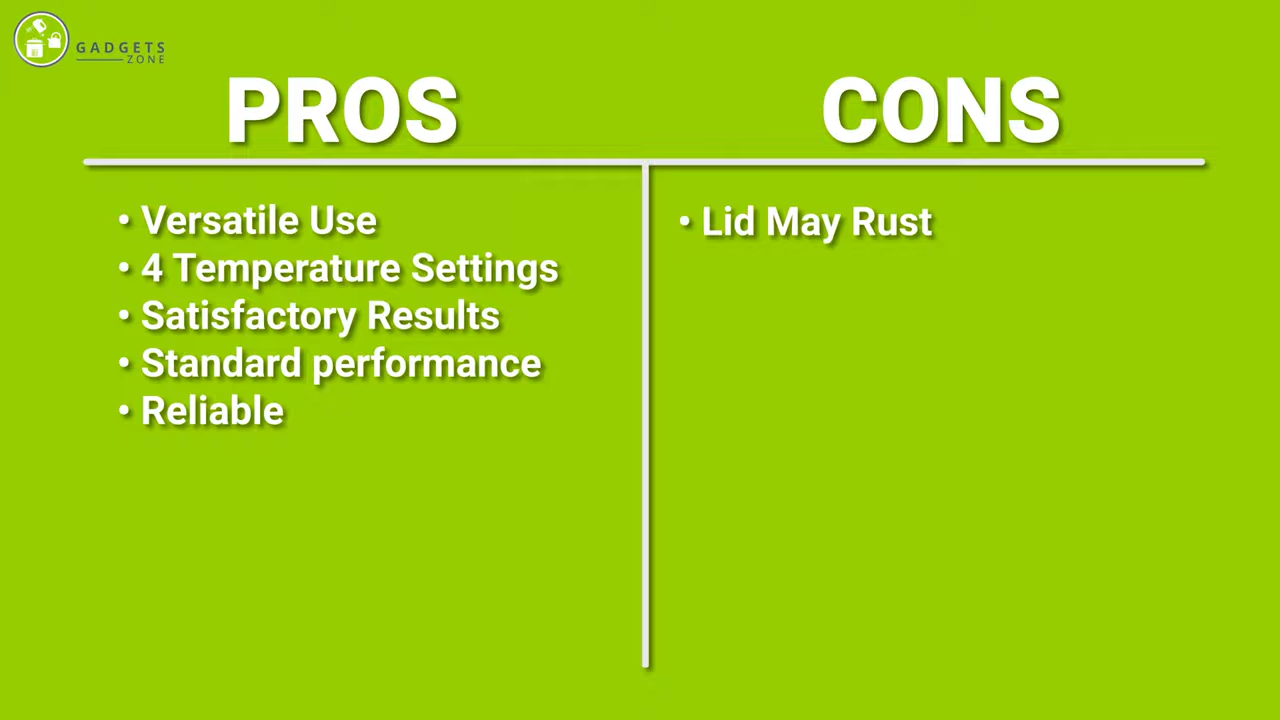 GADGETS
ZONE
PROS
CONS
• Versatile Use
• 4 Temperature Settings
• Satisfactory Results
• Standard performance
• Reliable
• Lid May Rust